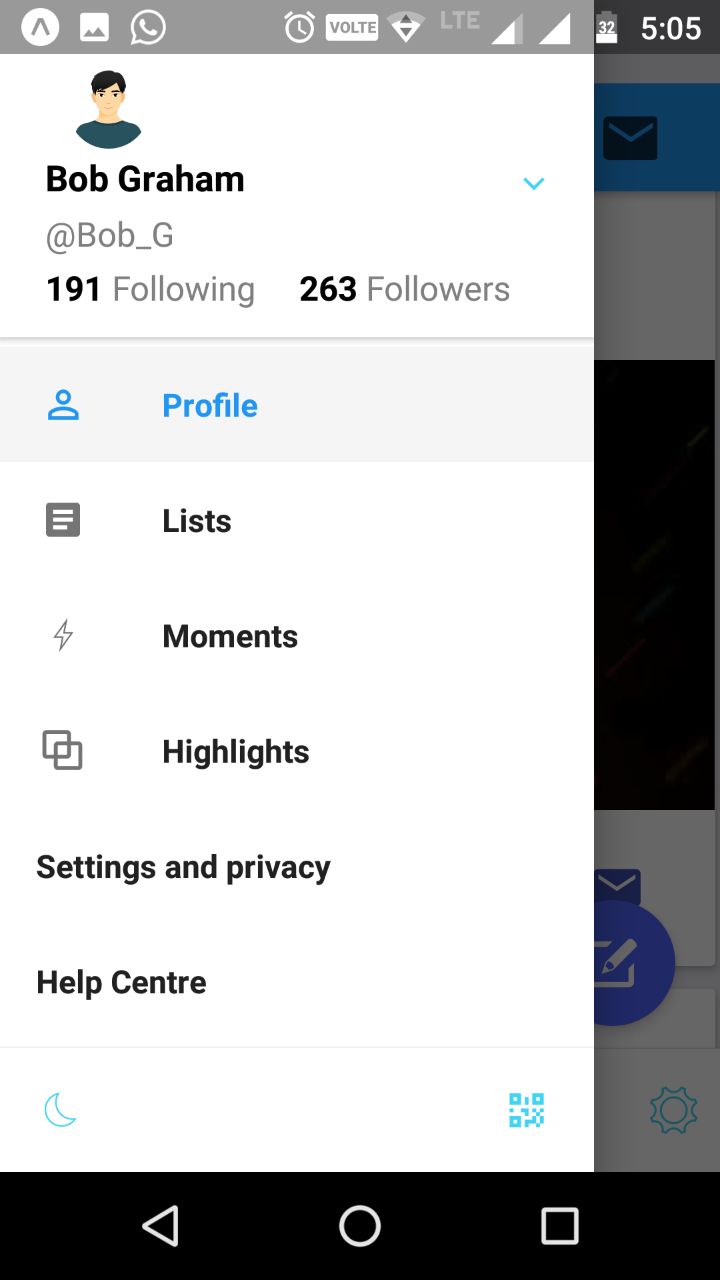 VOLTE LTE 32 5:05
Bob Graham
@Bob_G
191 Following 263 Followers
Profile
Lists
Moments
Highlights
Settings and privacy
Help Centre